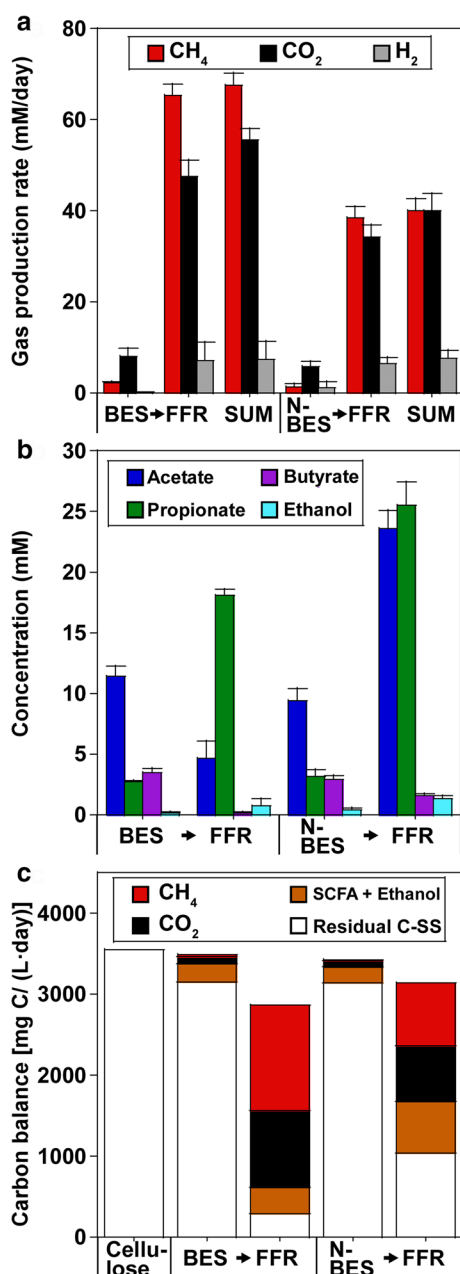 a
CH4 CO2 H2
Gas production rate (mM/day)
80
60
40
20
0
BES → FFR SUM N-BES → FFR SUM
b
Acetate Butyrate
Propionate Ethanol
Concentration (mM)
30
25
20
15
10
5
0
BES → FFR N-BES → FFR
c
CH4 SCFA + Ethanol
CO2 Residual C-SS
Carbon balance [mg C/ (L·day)]
4000
3000
2000
1000
0
Cellu-
lose BES → FFR N-BES → FFR